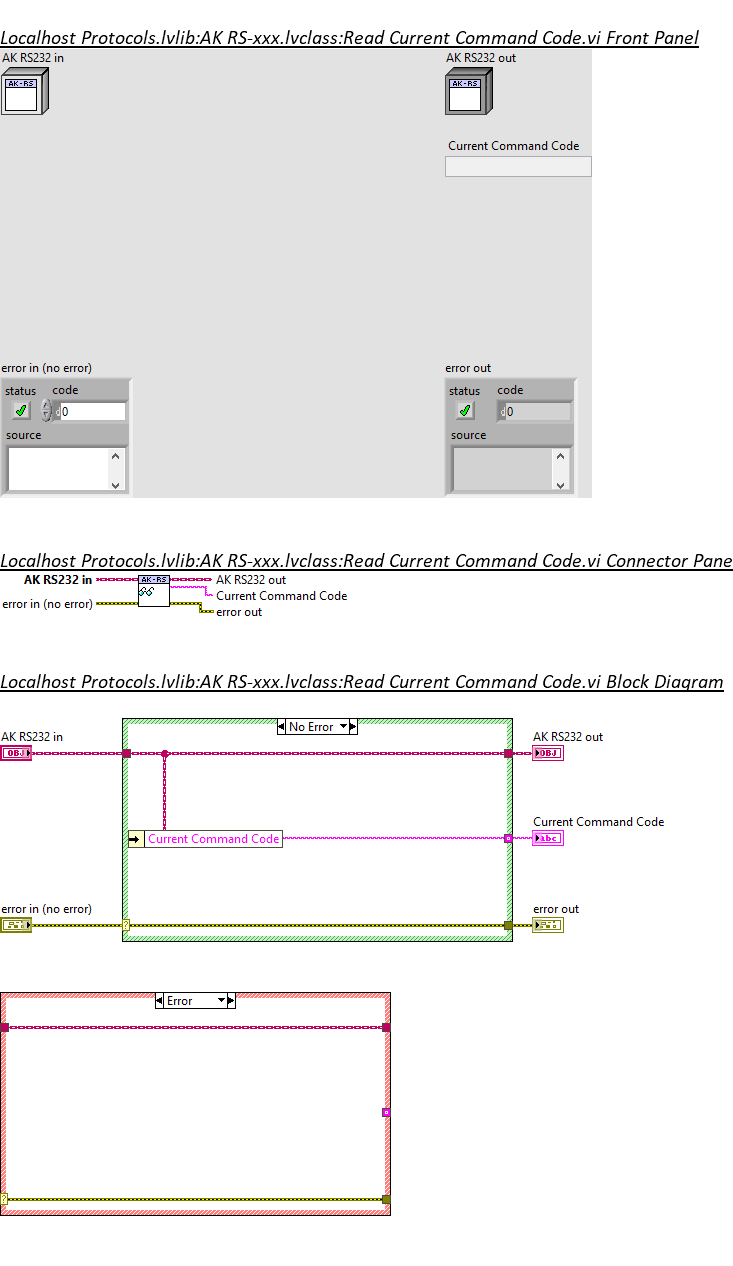 Localhost Protocols.lvlib:AK RS-xxx.lvclass:Read Current Command Code.vi Front Panel
AK RS232 in
AK RS232 out
AK-RS
AK-RS
Current Command Code
error in (no error)
error out
status code
status code
d 0
d 0
source
source
Localhost Protocols.lvlib:AK RS-xxx.lvclass:Read Current Command Code.vi Connector Pane
AK RS232 in
AK-RS
AK RS232 out
Current Command Code
error in (no error)
error out
Localhost Protocols.lvlib:AK RS-xxx.lvclass:Read Current Command Code.vi Block Diagram
No Error
AK RS232 in
AK RS232 out
OBJ
OBJ
Current Command Code
Current Command Code
abc
error in (no error)
error out
?
Error
?